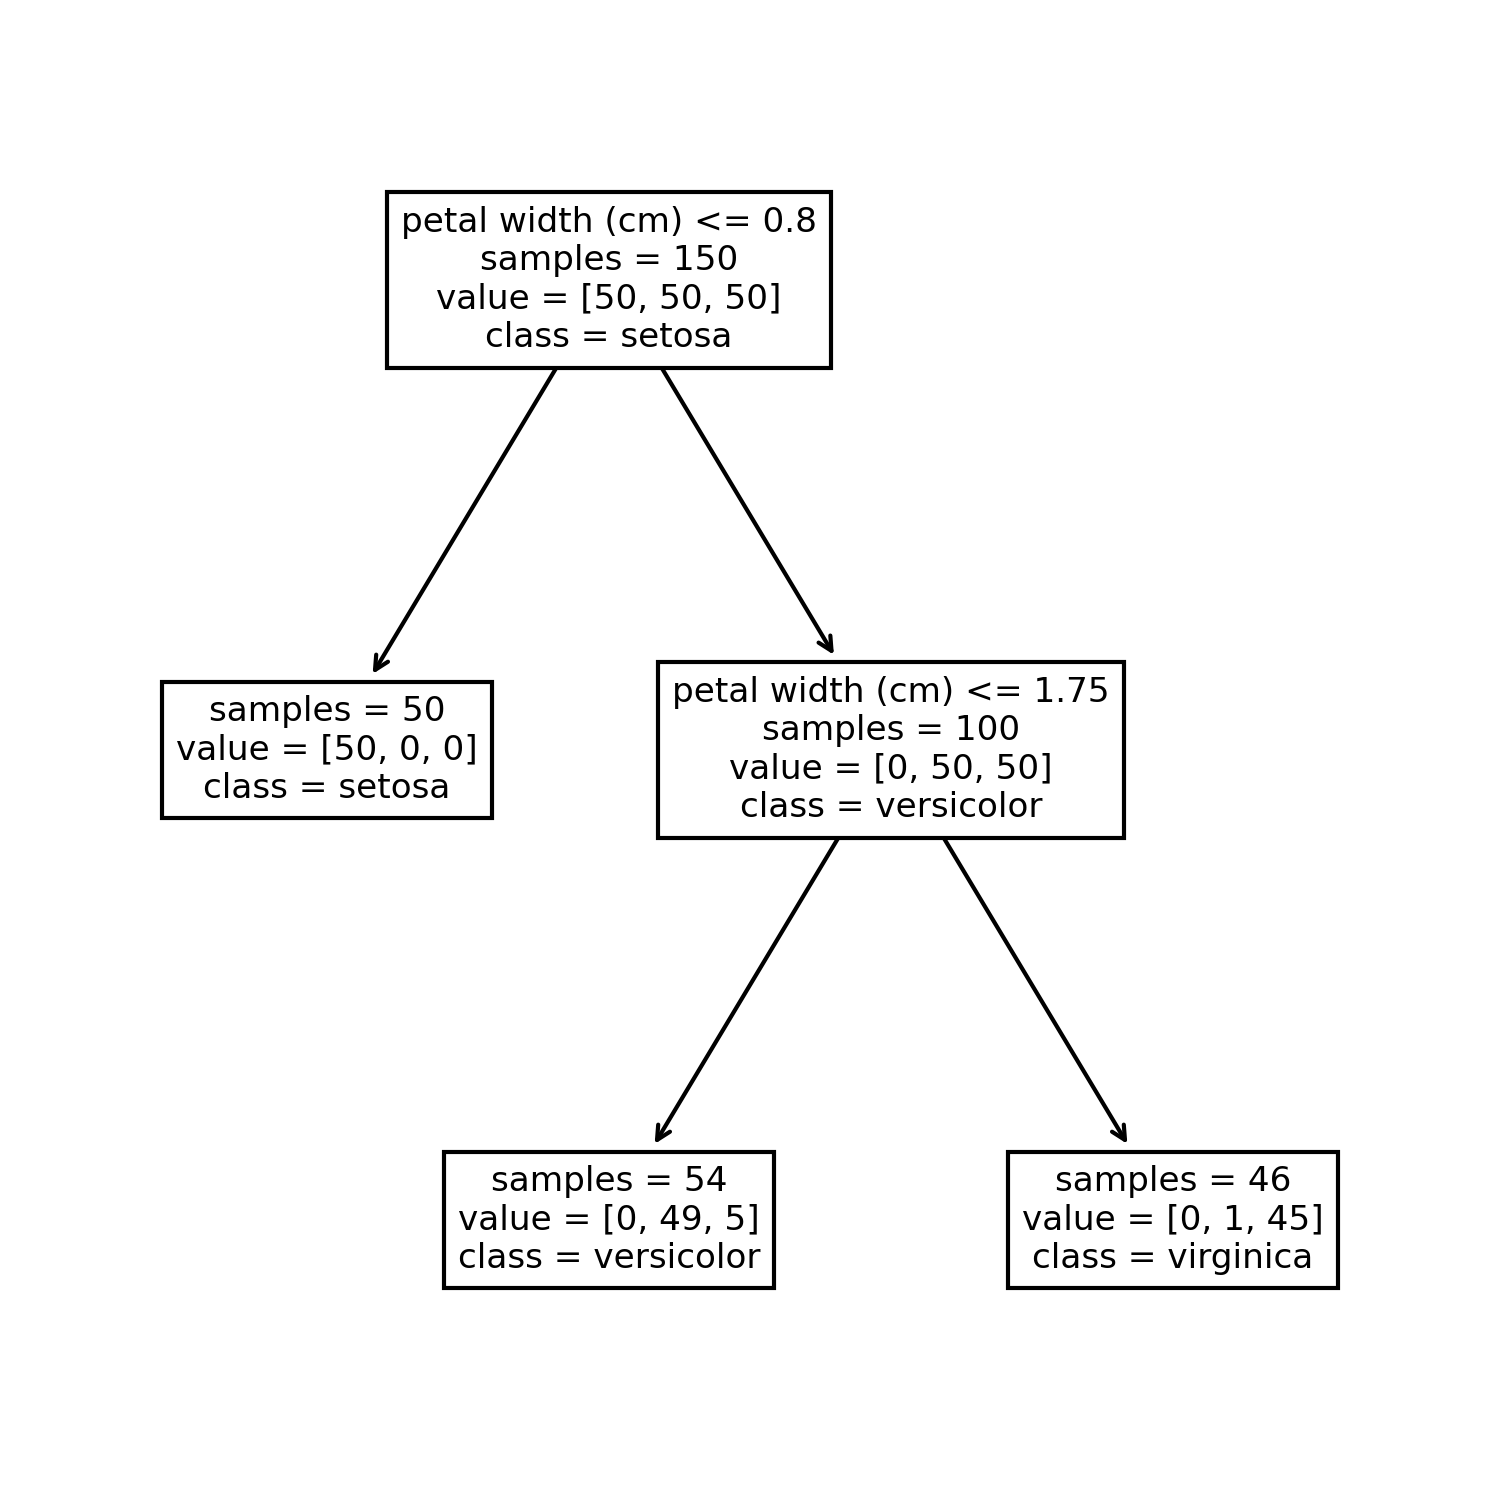 petal width (cm) <= 0.8
samples = 150
value = [50, 50, 50]
class = setosa
samples = 50
value = [50, 0, 0]
class = setosa
petal width (cm) <= 1.75
samples = 100
value = [0, 50, 50]
class = versicolor
samples = 54
value = [0, 49, 5]
class = versicolor
samples = 46
value = [0, 1, 45]
class = virginica